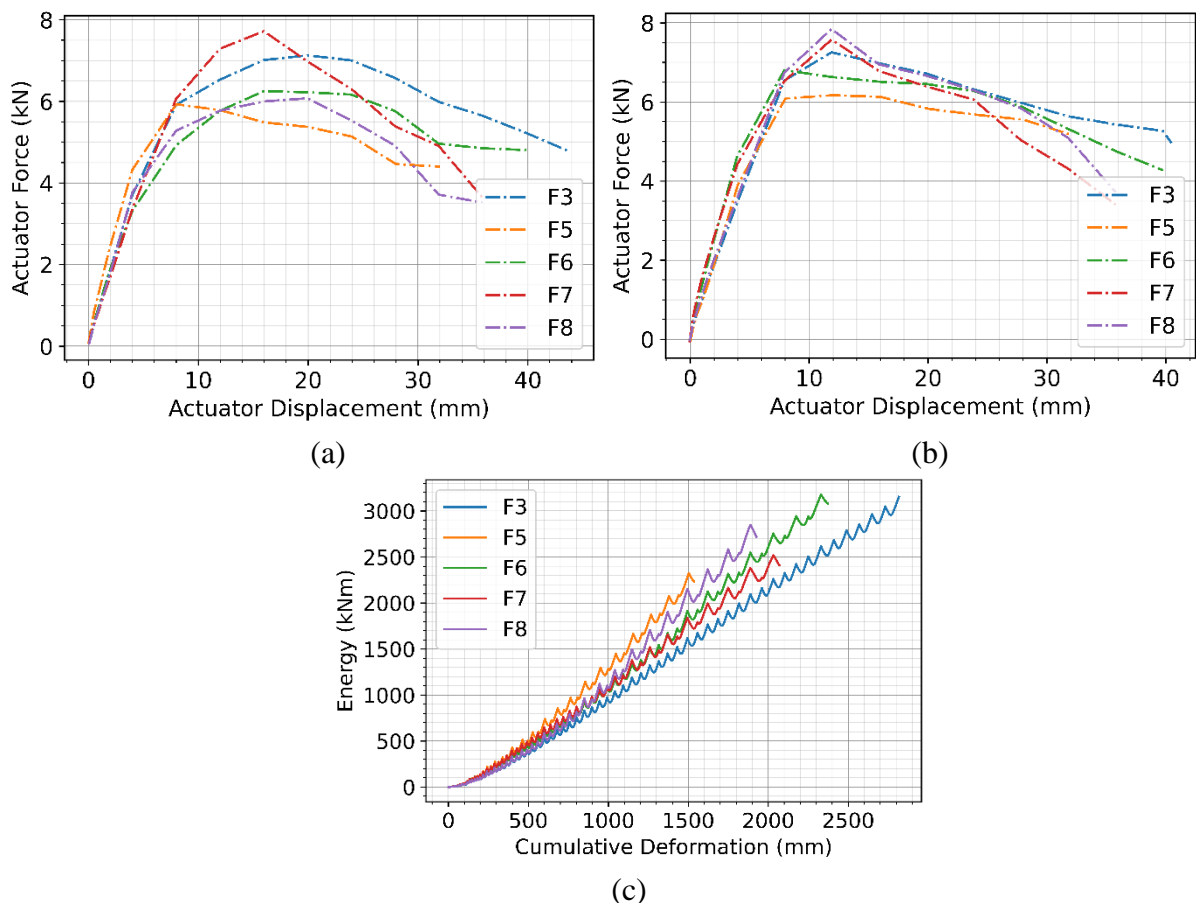 8
6
4
2
0
Actuator Force (kN)
F3
F5
F6
F7
F8
0 10 20 30 40
Actuator Displacement (mm)
(a)
8
6
4
2
0
Actuator Force (kN)
F3
F5
F6
F7
F8
0 10 20 30 40
Actuator Displacement (mm)
(b)
3000
2500
2000
1500
1000
500
0
Energy (kNm)
F3
F5
F6
F7
F8
0 500 1000 1500 2000 2500
Cumulative Deformation (mm)
(c)